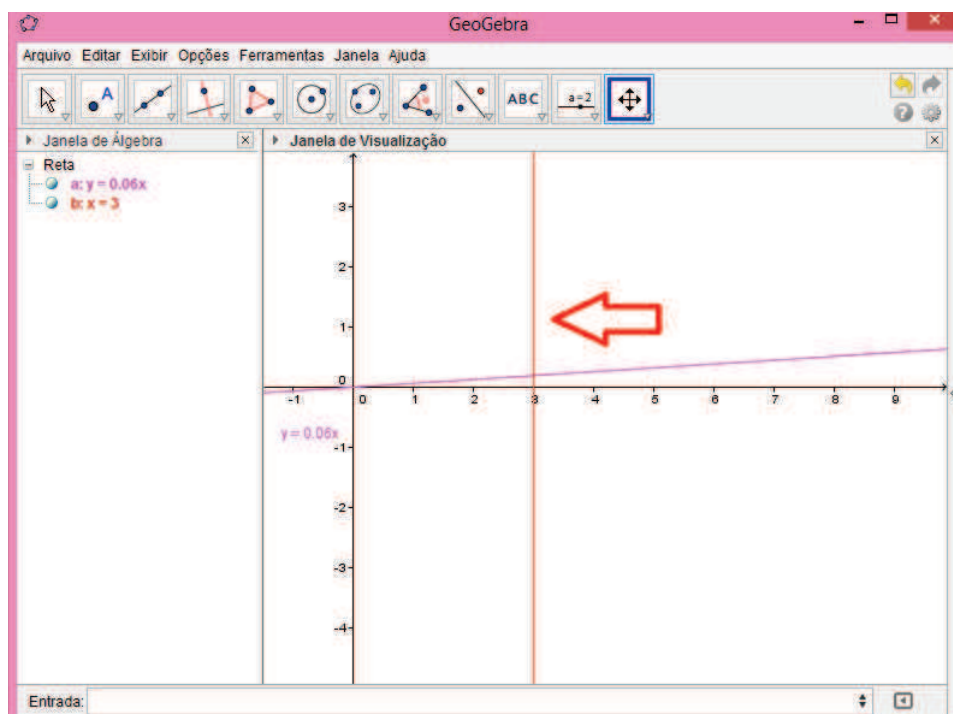 GeoGebra
Arquivo Editar Exibir Opções Ferramentas Janela Ajuda
A
ABC
a=2
Janela de Álgebra
Janela de Visualização
Reta
a: y = 0.06x
b: x = 3
3
2
1
0
-1 0 1 2 3 4 5 6 7 8 9
y = 0.06x
-1
-2
-3
-4
Entrada: